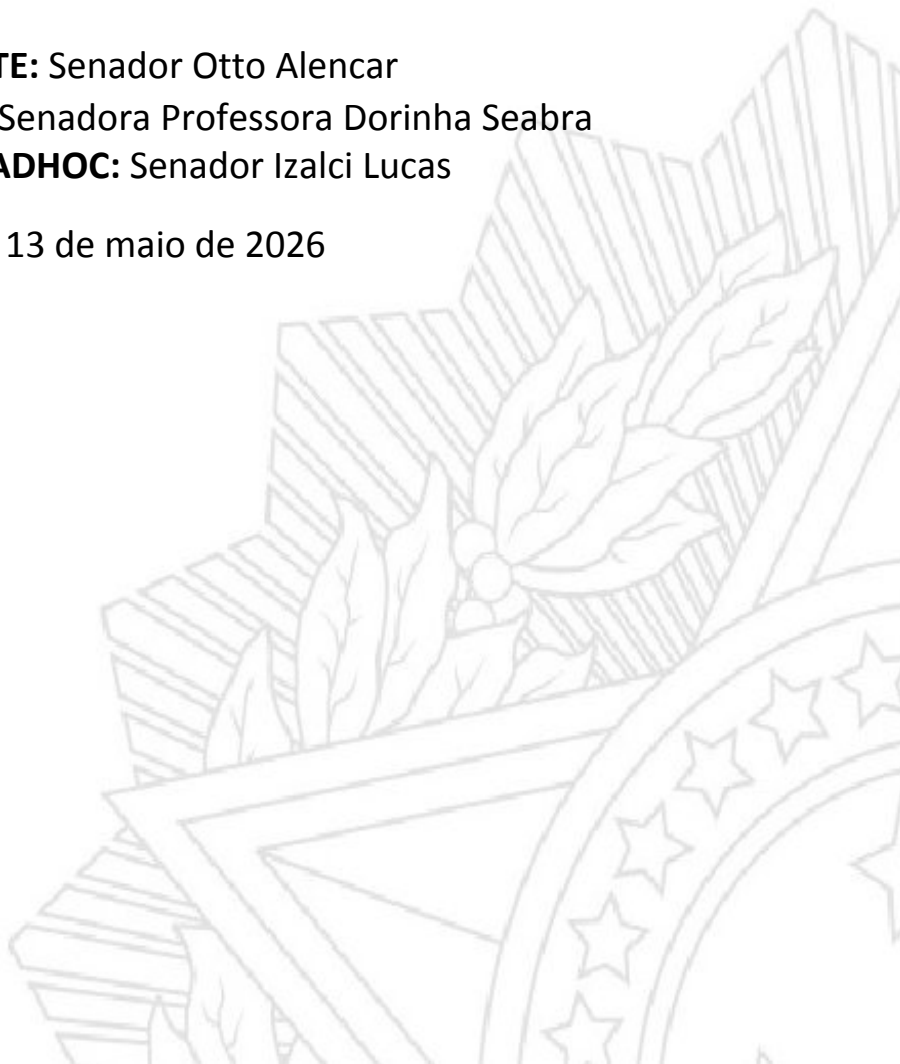 TE: Senador Otto Alencar
Senadora Professora Dorinha Seabra
ADHOC: Senador Izalci Lucas
13 de maio de 2026